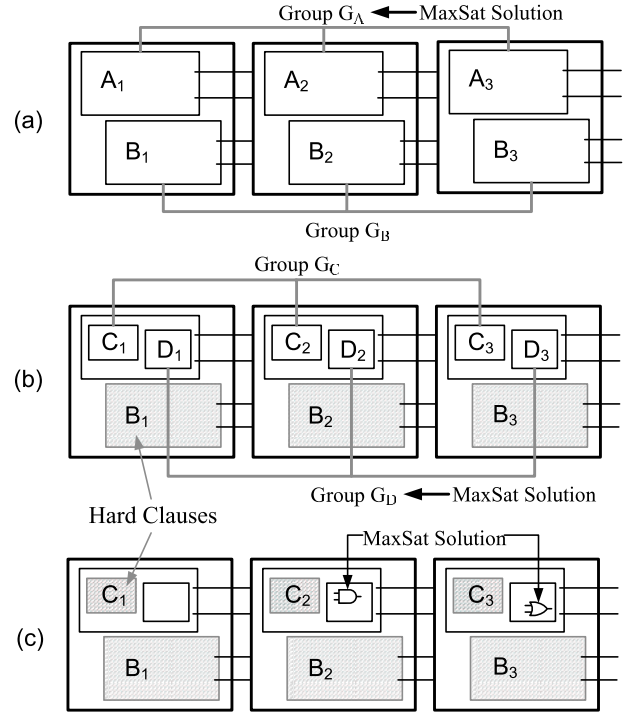 Group G_A MaxSat Solution
(a)
A₁ A₂ A₃
B₁ B₂ B₃
Group G_B
Group G_C
(b)
C₁ D₁ C₂ D₂ C₃ D₃
B₁ B₂ B₃
Group G_D MaxSat Solution
Hard Clauses
MaxSat Solution
(c)
C₁ C₂ C₃
B₁ B₂ B₃